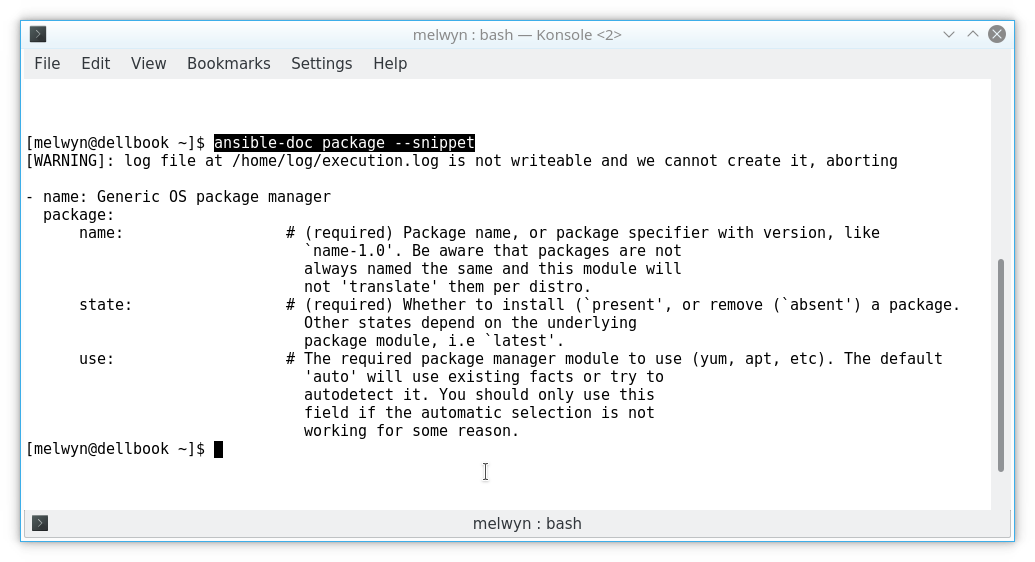 melwyn : bash — Konsole <2>
File Edit View Bookmarks Settings Help
[melwyn@dellbook ~]$ ansible-doc package --snippet
[WARNING]: log file at /home/log/execution.log is not writeable and we cannot create it, aborting
- name: Generic OS package manager
  package:
      name:                  # (required) Package name, or package specifier with version, like
                               `name-1.0'. Be aware that packages are not
                               always named the same and this module will
                               not 'translate' them per distro.
      state:                 # (required) Whether to install (`present', or remove (`absent') a package.
                               Other states depend on the underlying
                               package module, i.e `latest'.
      use:                   # The required package manager module to use (yum, apt, etc). The default
                               'auto' will use existing facts or try to
                               autodetect it. You should only use this
                               field if the automatic selection is not
                               working for some reason.
[melwyn@dellbook ~]$
melwyn : bash